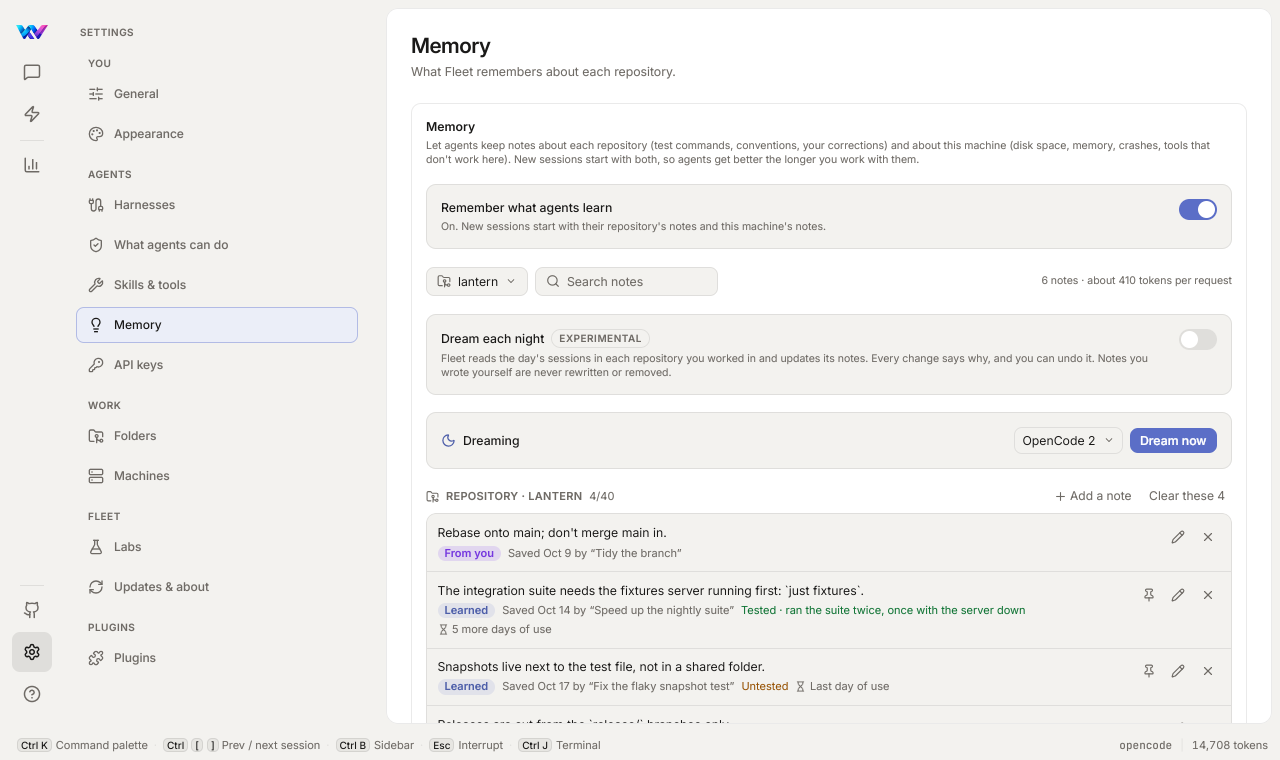 SETTINGS
YOU
General
Appearance
AGENTS
Harnesses
What agents can do
Skills & tools
Memory
API keys
WORK
Folders
Machines
FLEET
Labs
Updates & about
PLUGINS
Plugins
Memory
What Fleet remembers about each repository.
Memory
Let agents keep notes about each repository (test commands, conventions, your corrections) and about this machine (disk space, memory, crashes, tools that
don't work here). New sessions start with both, so agents get better the longer you work with them.
Remember what agents learn
On. New sessions start with their repository's notes and this machine's notes.
lantern
Search notes
6 notes · about 410 tokens per request
Dream each night EXPERIMENTAL
Fleet reads the day's sessions in each repository you worked in and updates its notes. Every change says why, and you can undo it. Notes you
wrote yourself are never rewritten or removed.
Dreaming
OpenCode 2
Dream now
REPOSITORY · LANTERN 4/40
Add a note
Clear these 4
Rebase onto main; don't merge main in.
From you Saved Oct 9 by “Tidy the branch”
The integration suite needs the fixtures server running first: `just fixtures`.
Learned Saved Oct 14 by “Speed up the nightly suite” Tested · ran the suite twice, once with the server down
5 more days of use
Snapshots live next to the test file, not in a shared folder.
Learned Saved Oct 17 by “Fix the flaky snapshot test” Untested Last day of use
Releases are cut from the `release/` branches only.
Ctrl K Command palette Ctrl [ ] Prev / next session Ctrl B Sidebar Esc Interrupt Ctrl J Terminal
opencode 14,708 tokens